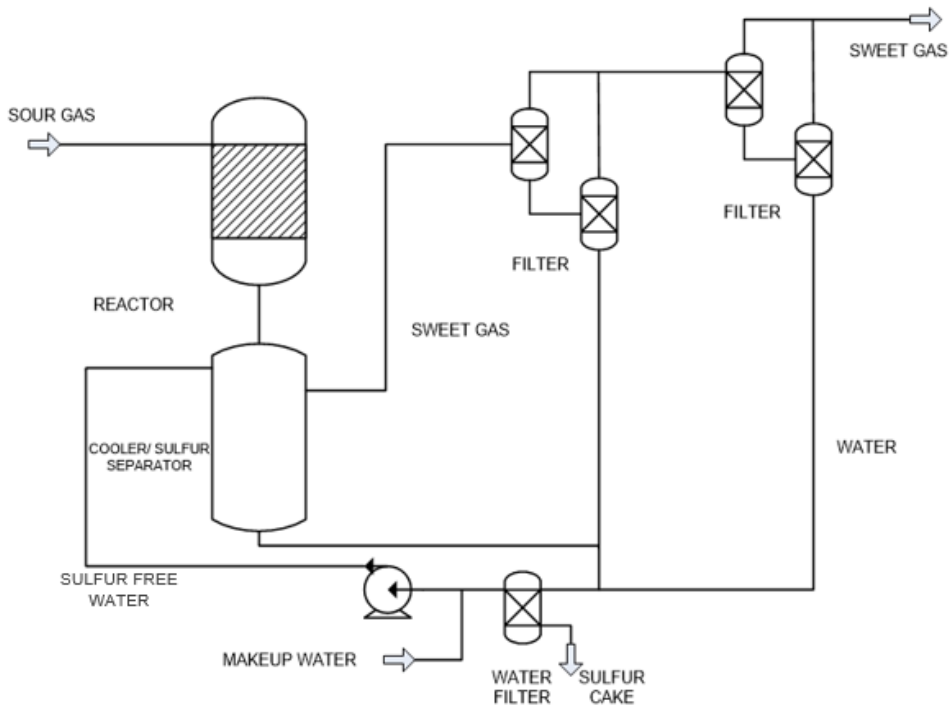 SWEET GAS
SOUR GAS
FILTER
FILTER
REACTOR
SWEET GAS
COOLER/ SULFUR
SEPARATOR
WATER
SULFUR FREE
WATER
MAKEUP WATER
WATER
FILTER
SULFUR
CAKE